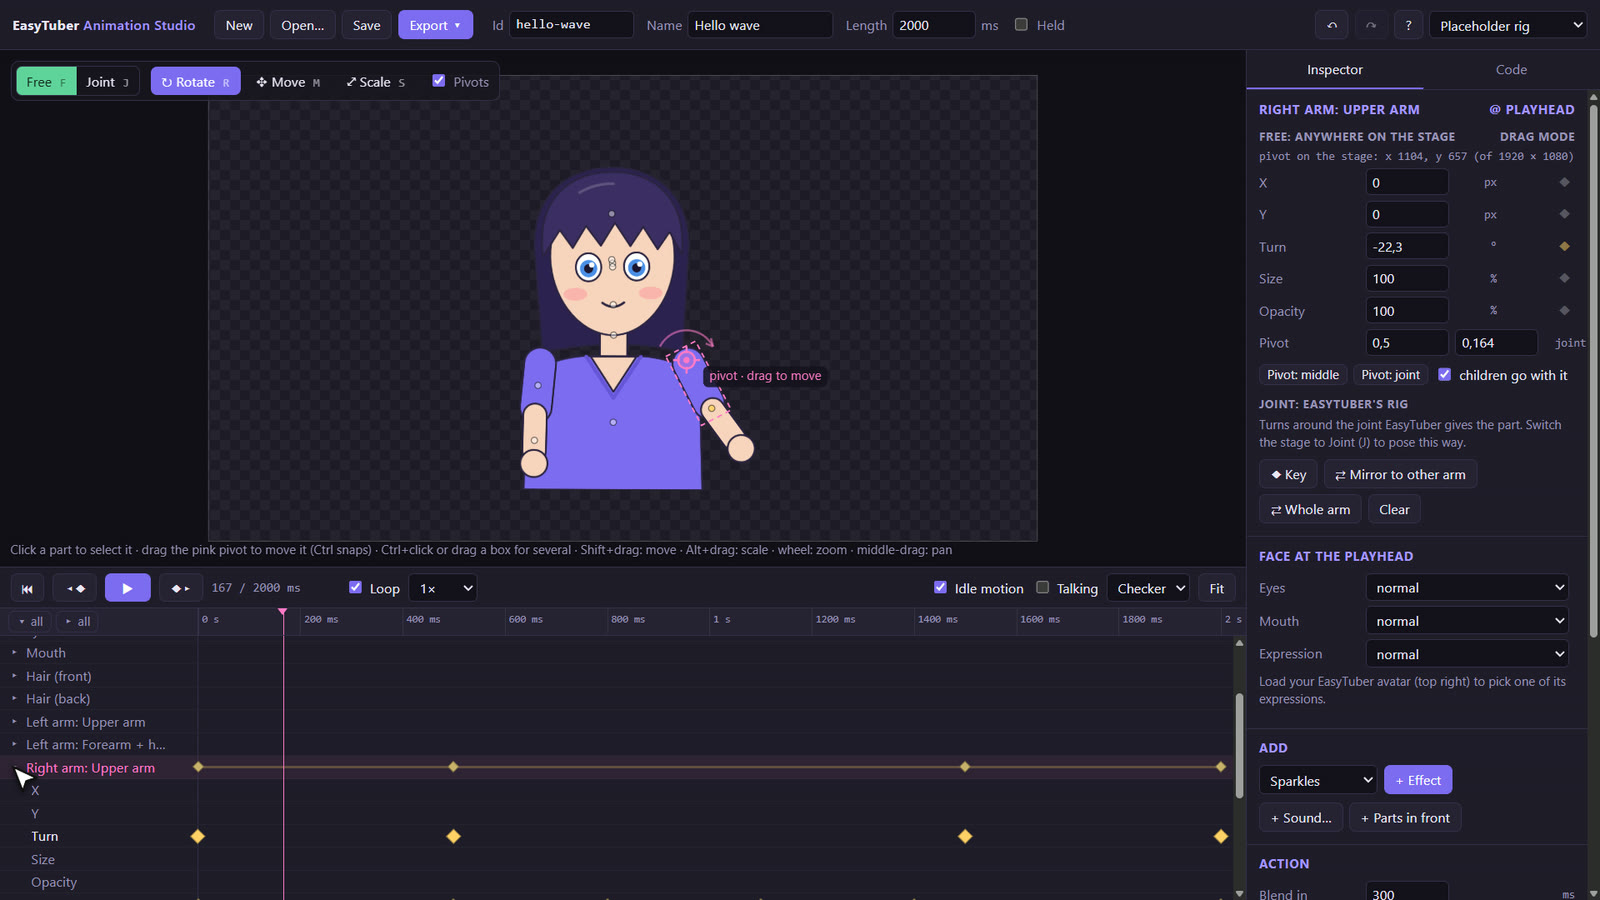 EasyTuber Animation Studio New Open... Save Export ▾ Id hello-wave Name Hello wave Length 2000 ms Held ? Placeholder rig
Free F Joint J ↻ Rotate R ✥ Move M ⤢ Scale S Pivots
pivot · drag to move
Click a part to select it · drag the pink pivot to move it (Ctrl snaps) · Ctrl+click or drag a box for several · Shift+drag: move · Alt+drag: scale · wheel: zoom · middle-drag: pan
167 / 2000 ms Loop 1× Idle motion Talking Checker Fit
▾ all ▸ all 0 s 200 ms 400 ms 600 ms 800 ms 1 s 1200 ms 1400 ms 1600 ms 1800 ms 2 s
Mouth
Hair (front)
Hair (back)
Left arm: Upper arm
Left arm: Forearm + h...
Right arm: Upper arm
X
Y
Turn
Size
Opacity
Inspector Code
RIGHT ARM: UPPER ARM @ PLAYHEAD
FREE: ANYWHERE ON THE STAGE DRAG MODE
pivot on the stage: x 1104, y 657 (of 1920 × 1080)
X 0 px
Y 0 px
Turn -22,3 °
Size 100 %
Opacity 100 %
Pivot 0,5 0,164 joint
Pivot: middle Pivot: joint children go with it
JOINT: EASYTUBER'S RIG
Turns around the joint EasyTuber gives the part. Switch
the stage to Joint (J) to pose this way.
◆ Key ⇄ Mirror to other arm
⇄ Whole arm Clear
FACE AT THE PLAYHEAD
Eyes normal
Mouth normal
Expression normal
Load your EasyTuber avatar (top right) to pick one of its
expressions.
ADD
Sparkles + Effect
+ Sound... + Parts in front
ACTION
Blend in 300 ms